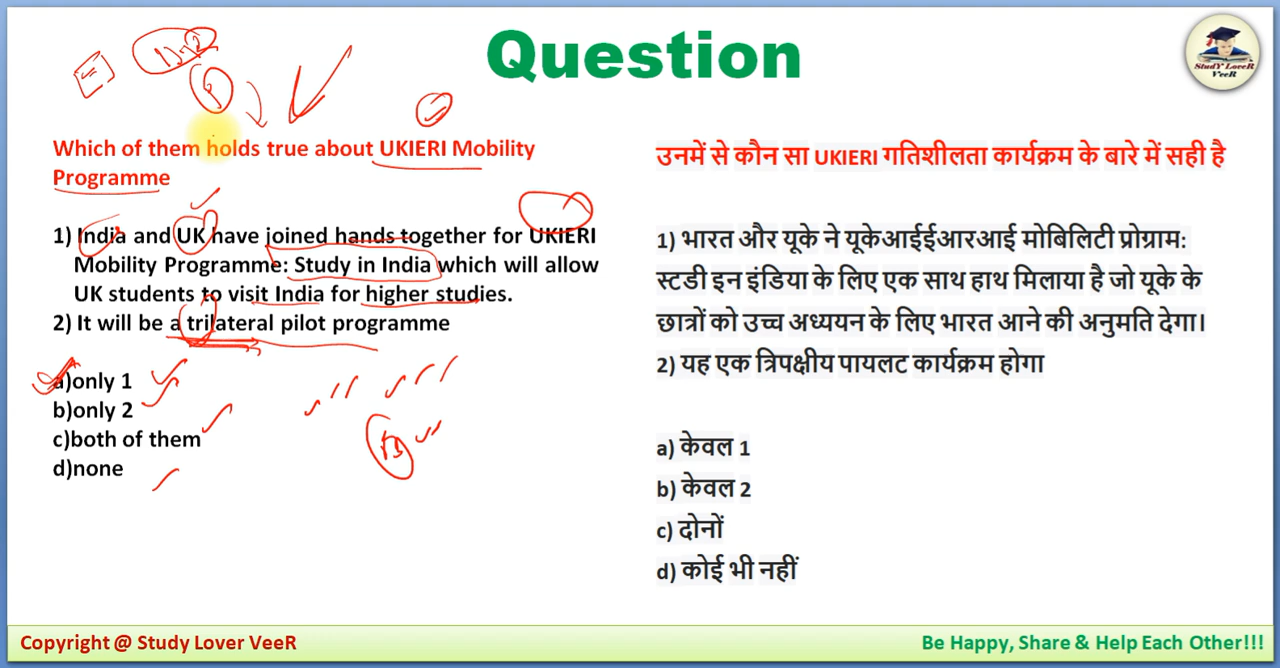 Question
StudY LoveR
VeeR
Which of them holds true about UKIERI Mobility
Programme
1) India and UK have joined hands together for UKIERI
Mobility Programme: Study in India which will allow
UK students to visit India for higher studies.
2) It will be a trilateral pilot programme
a)only 1
b)only 2
c)both of them
d)none
उनमें से कौन सा UKIERI गतिशीलता कार्यक्रम के बारे में सही है
1) भारत और यूके ने यूकेआईईआरआई मोबिलिटी प्रोग्राम:
स्टडी इन इंडिया के लिए एक साथ हाथ मिलाया है जो यूके के
छात्रों को उच्च अध्ययन के लिए भारत आने की अनुमति देगा।
2) यह एक त्रिपक्षीय पायलट कार्यक्रम होगा
a) केवल 1
b) केवल 2
c) दोनों
d) कोई भी नहीं
Copyright @ Study Lover VeeR
Be Happy, Share & Help Each Other!!!